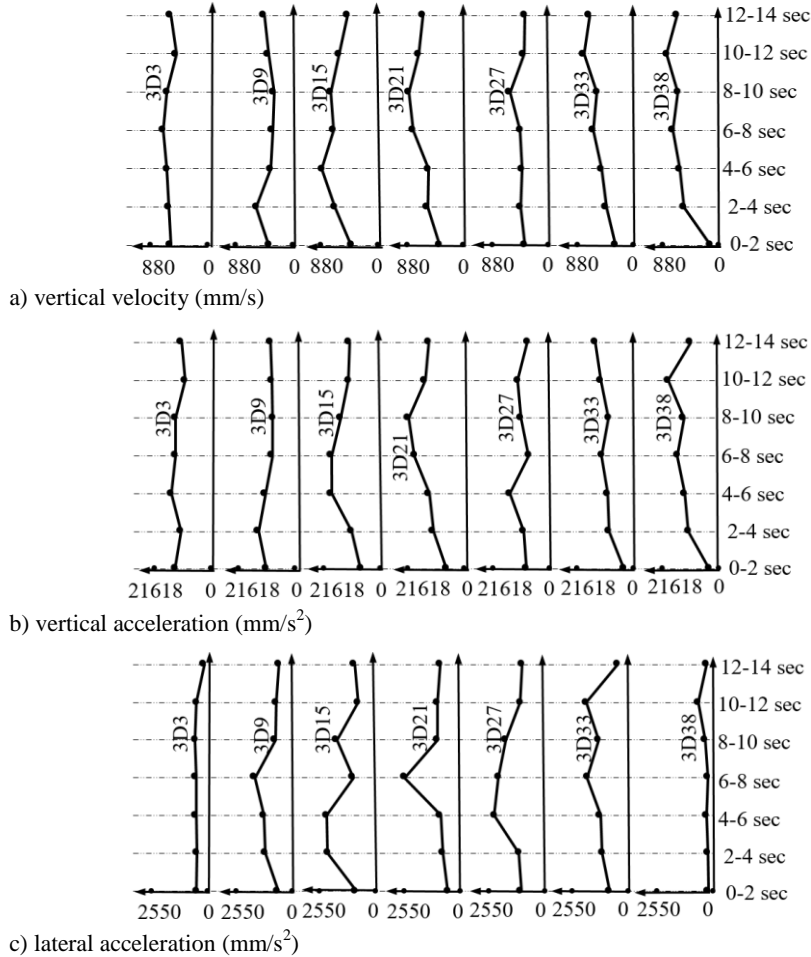 12-14 sec
10-12 sec
8-10 sec
6-8 sec
4-6 sec
2-4 sec
0-2 sec
3D3 3D9 3D15 3D21 3D27 3D33 3D38
880 0 880 0 880 0 880 0 880 0 880 0 880 0
a) vertical velocity (mm/s)
12-14 sec
10-12 sec
8-10 sec
6-8 sec
4-6 sec
2-4 sec
0-2 sec
3D3 3D9 3D15 3D21 3D27 3D33 3D38
21618 0 21618 0 21618 0 21618 0 21618 0 21618 0 21618 0
b) vertical acceleration (mm/s²)
12-14 sec
10-12 sec
8-10 sec
6-8 sec
4-6 sec
2-4 sec
0-2 sec
3D3 3D9 3D15 3D21 3D27 3D33 3D38
2550 0 2550 0 2550 0 2550 0 2550 0 2550 0 2550 0
c) lateral acceleration (mm/s²)